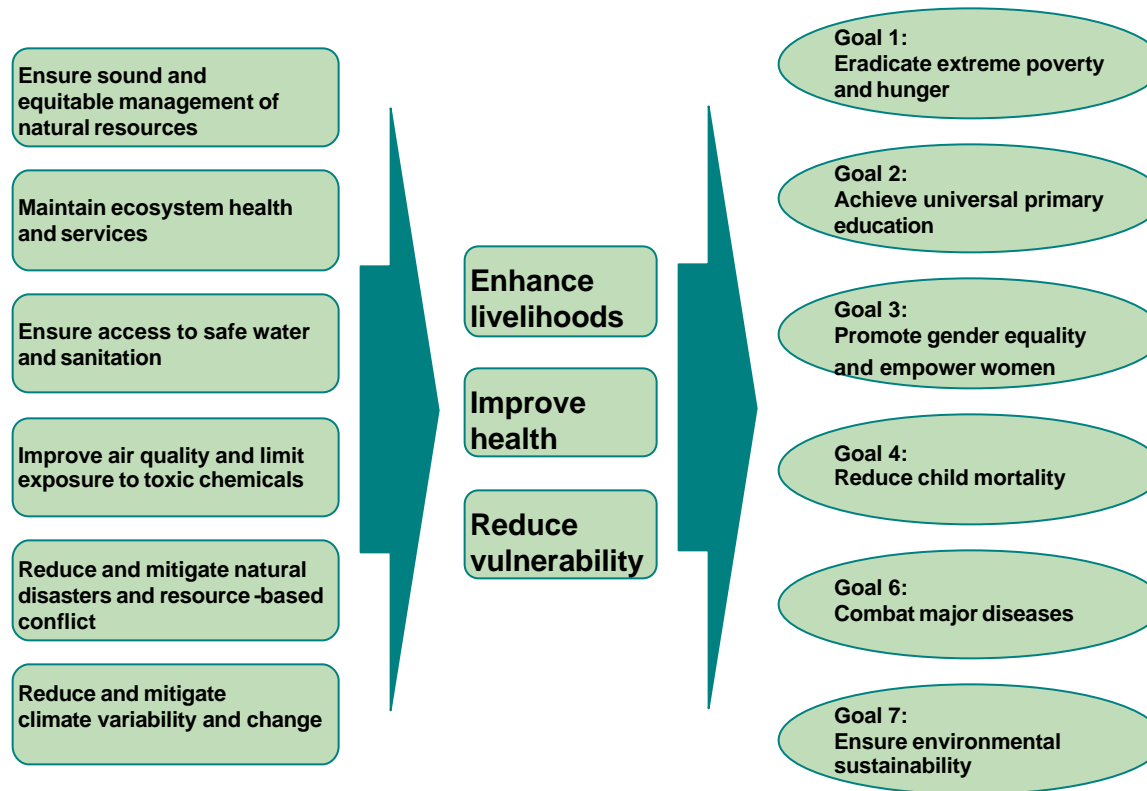 Ensure sound and
equitable management of
natural resources
Maintain ecosystem health
and services
Ensure access to safe water
and sanitation
Improve air quality and limit
exposure to toxic chemicals
Reduce and mitigate natural
disasters and resource-based
conflict
Reduce and mitigate
climate variability and change
Enhance
livelihoods
Improve
health
Reduce
vulnerability
Goal 1:
Eradicate extreme poverty
and hunger
Goal 2:
Achieve universal primary
education
Goal 3:
Promote gender equality
and empower women
Goal 4:
Reduce child mortality
Goal 6:
Combat major diseases
Goal 7:
Ensure environmental
sustainability